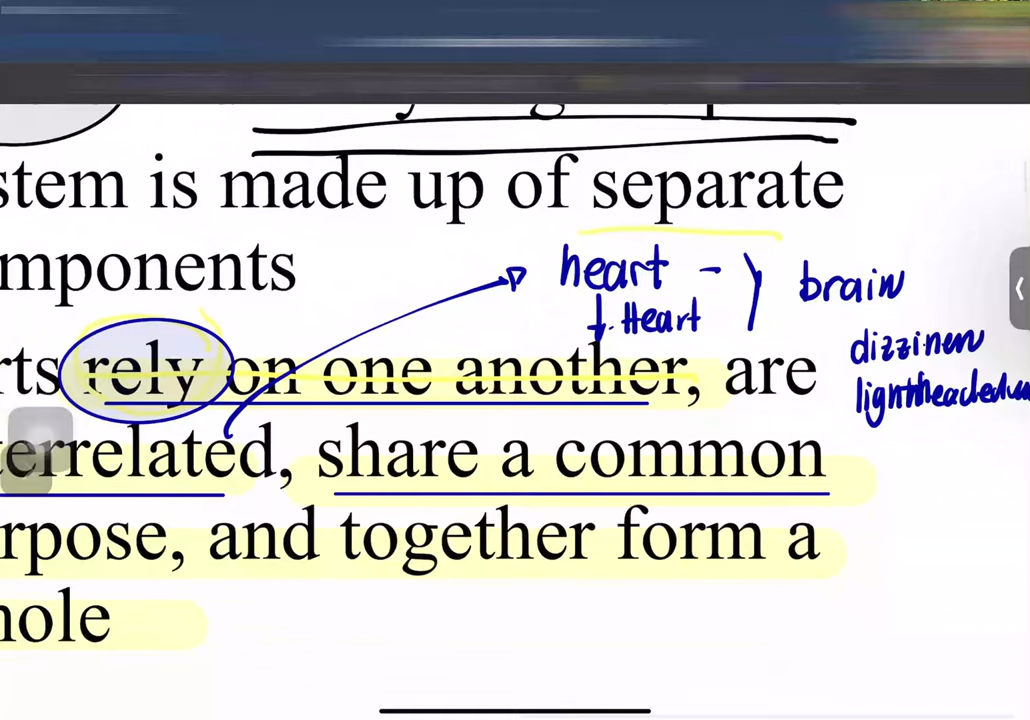 stem is made up of separate
mponents
heart - brain
↓ Heart
dizziness
rts rely on one another, are
terrelated, share a common
rpose, and together form a
hole